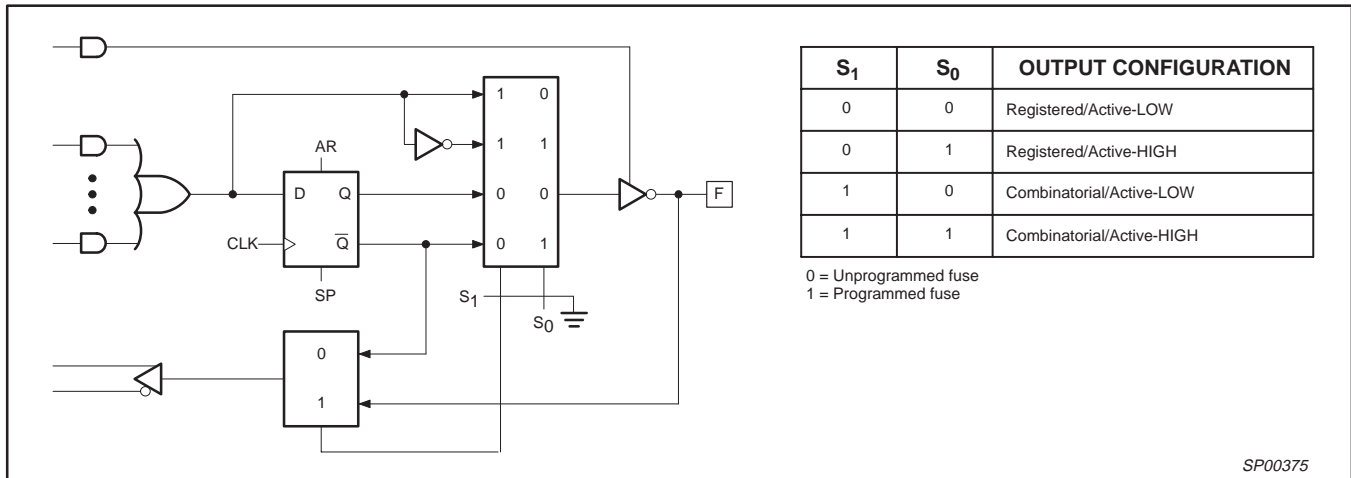 AR
D Q
CLK
Q
SP
1 0
1 1
0 0
0 1
S1
S0
F
0
1
S1 S0 OUTPUT CONFIGURATION
0 0 Registered/Active-LOW
0 1 Registered/Active-HIGH
1 0 Combinatorial/Active-LOW
1 1 Combinatorial/Active-HIGH
0 = Unprogrammed fuse
1 = Programmed fuse
SP00375